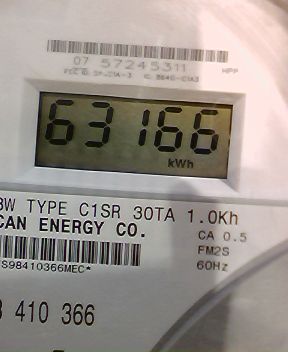 07 57245311
63166
kWh
3W TYPE C1SR 30TA 1.0Kh
CAN ENERGY CO.
CA 0.5
FM2S
60Hz
S98410366MEC*
410 366